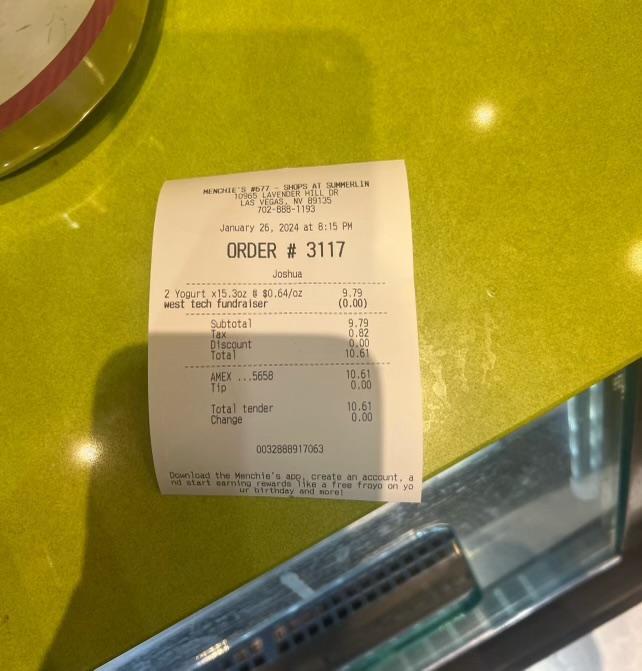 MENCHIE'S #677 - SHOPS AT SUMMERLIN
10965 LAVENDER HILL DR
LAS VEGAS, NV 89135
702-888-1193
January 26, 2024 at 8:15 PM
ORDER # 3117
Joshua
2 Yogurt x15.3oz @ $0.64/oz 9.79
west tech fundraiser (0.00)
Subtotal 9.79
Tax 0.82
Discount 0.00
Total 10.61
AMEX ...5658 10.61
Tip 0.00
Total tender 10.61
Change 0.00
0032888917063
Download the Menchie's app, create an account, a
nd start earning rewards like a free froyo on yo
ur birthday and more!